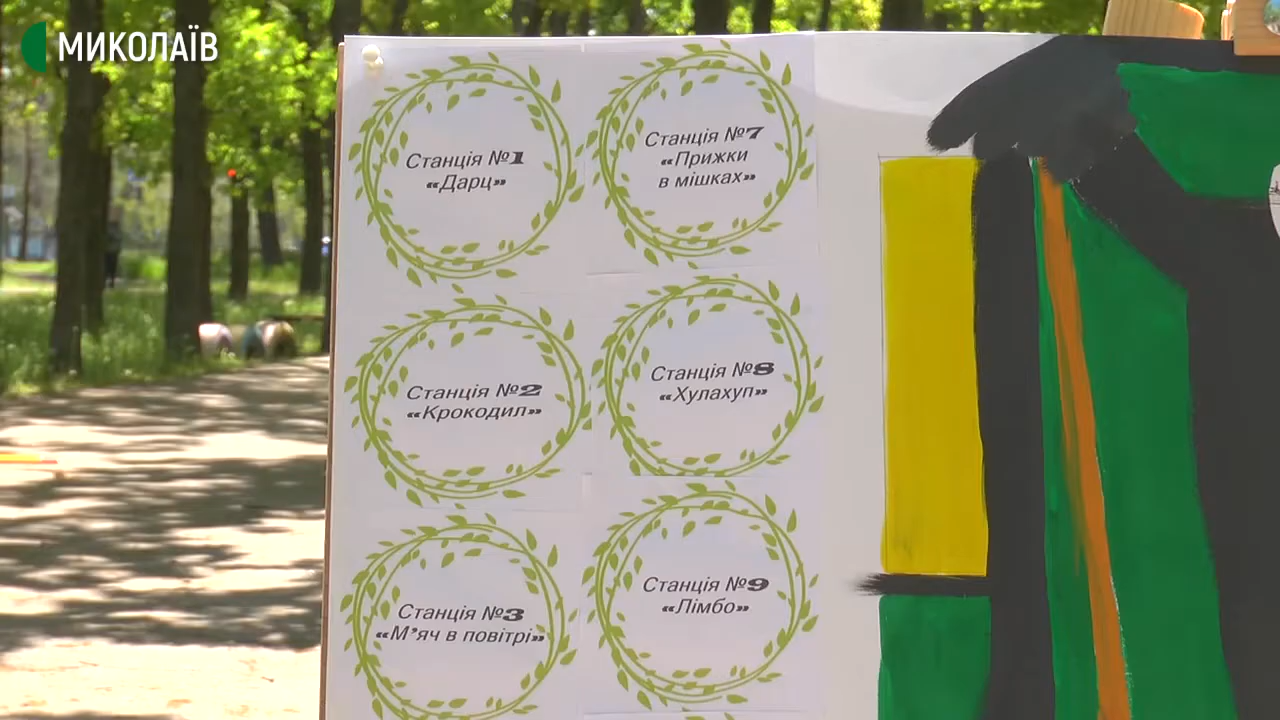 МИКОЛАЇВ
Станція №1
«Дарц»
Станція №7
«Прижки
в мішках»
Станція №2
«Крокодил»
Станція №8
«Хулахуп»
Станція №3
«М’яч в повітрі»
Станція №9
«Лімбо»